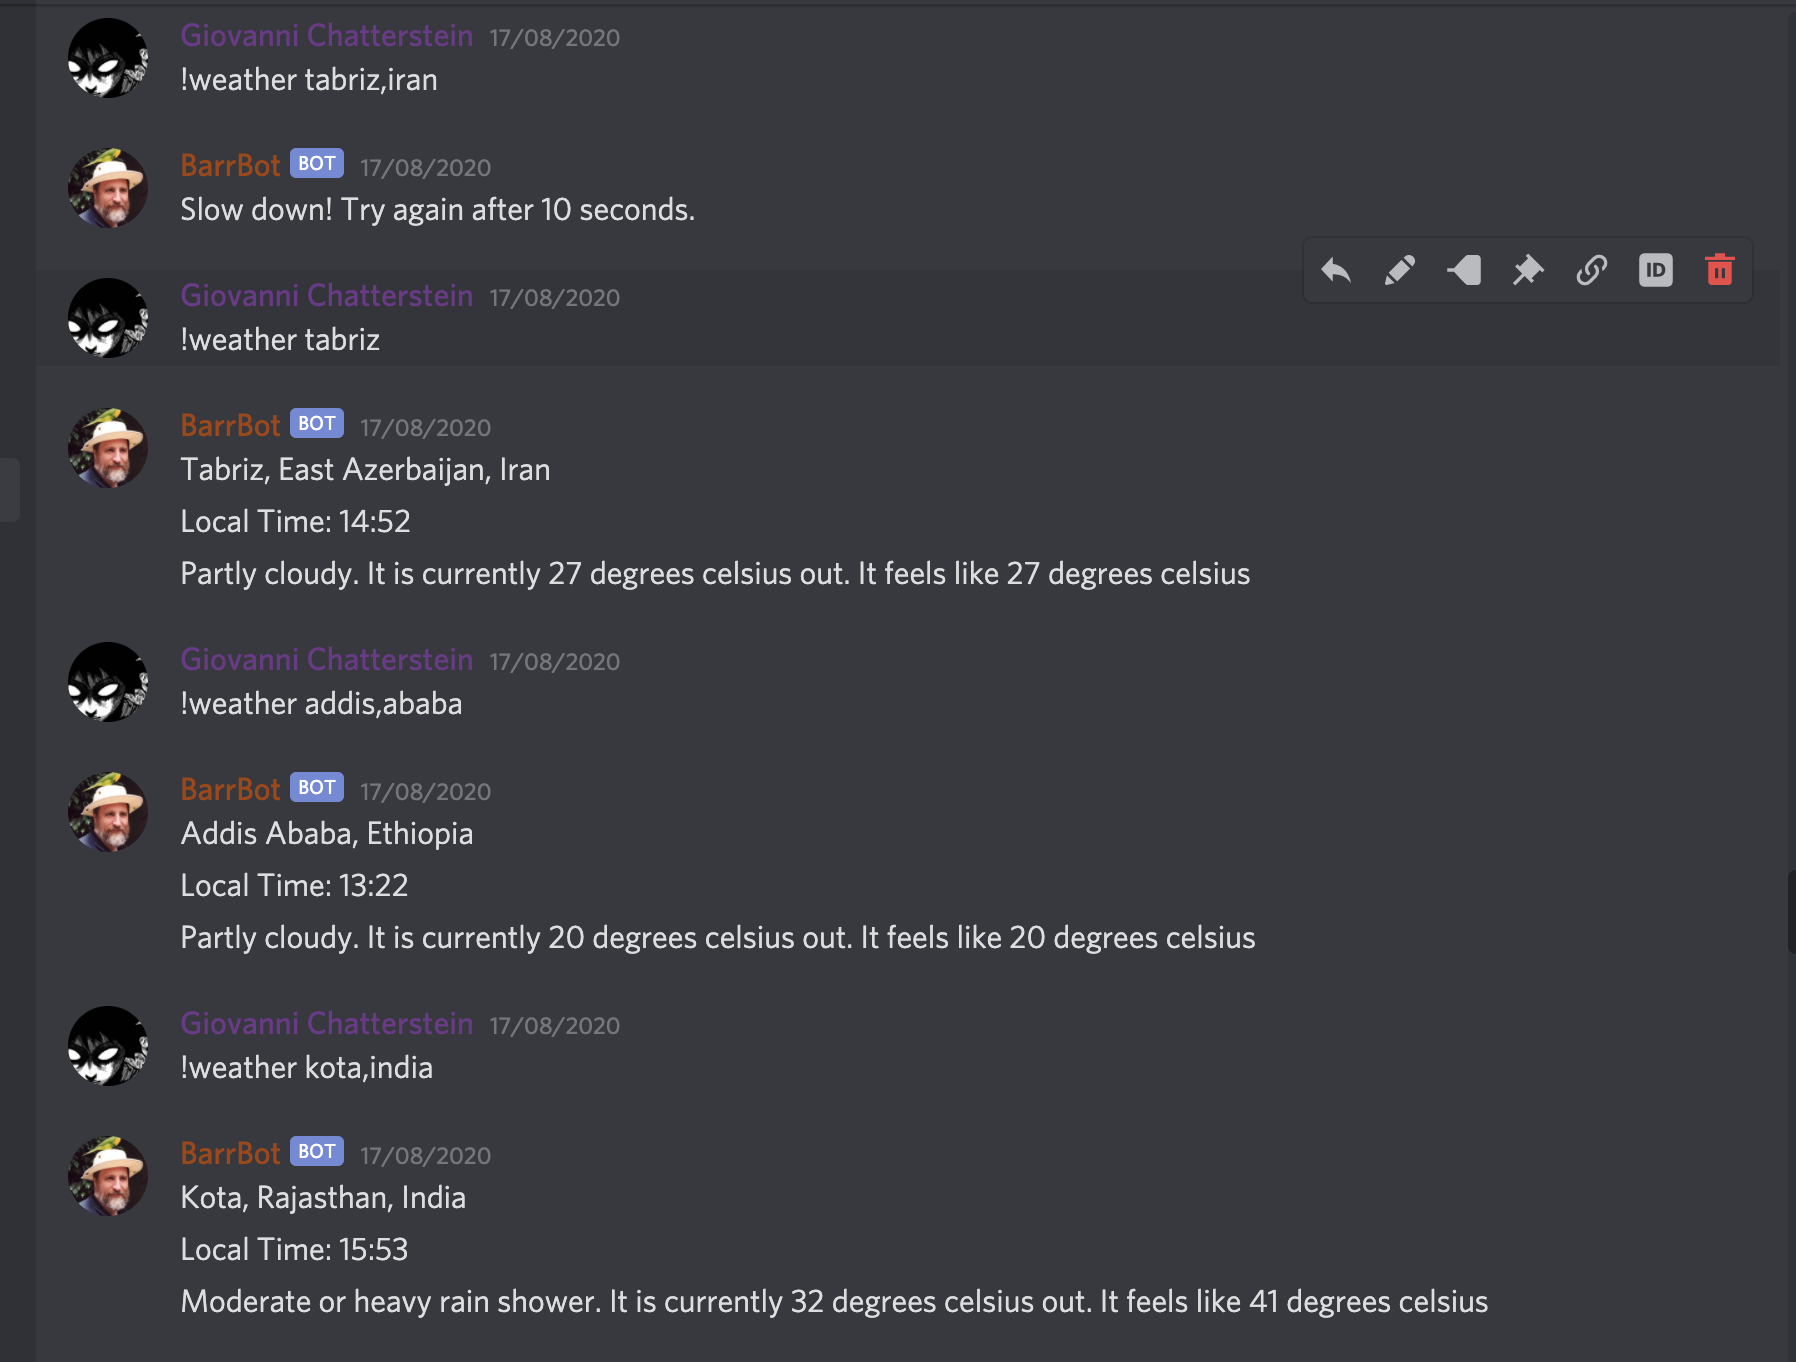 Giovanni Chatterstein 17/08/2020
!weather tabriz,iran
BarrBot BOT 17/08/2020
Slow down! Try again after 10 seconds.
ID
Giovanni Chatterstein 17/08/2020
!weather tabriz
BarrBot BOT 17/08/2020
Tabriz, East Azerbaijan, Iran
Local Time: 14:52
Partly cloudy. It is currently 27 degrees celsius out. It feels like 27 degrees celsius
Giovanni Chatterstein 17/08/2020
!weather addis,ababa
BarrBot BOT 17/08/2020
Addis Ababa, Ethiopia
Local Time: 13:22
Partly cloudy. It is currently 20 degrees celsius out. It feels like 20 degrees celsius
Giovanni Chatterstein 17/08/2020
!weather kota,india
BarrBot BOT 17/08/2020
Kota, Rajasthan, India
Local Time: 15:53
Moderate or heavy rain shower. It is currently 32 degrees celsius out. It feels like 41 degrees celsius